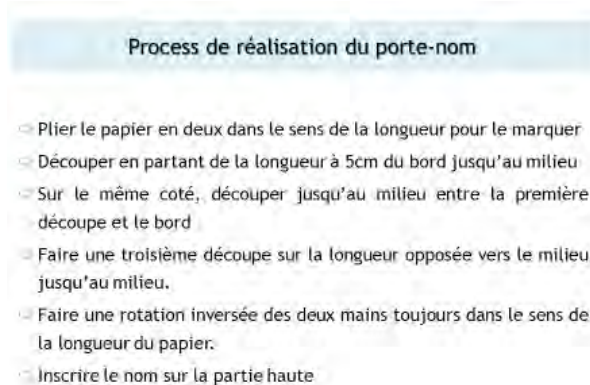 Process de réalisation du porte-nom
Plier le papier en deux dans le sens de la longueur pour le marquer
Découper en partant de la longueur à 5cm du bord jusqu'au milieu
Sur le même coté, découper jusqu'au milieu entre la première
découpe et le bord
Faire une troisième découpe sur la longueur opposée vers le milieu
jusqu'au milieu.
Faire une rotation inversée des deux mains toujours dans le sens de
la longueur du papier.
Inscrire le nom sur la partie haute